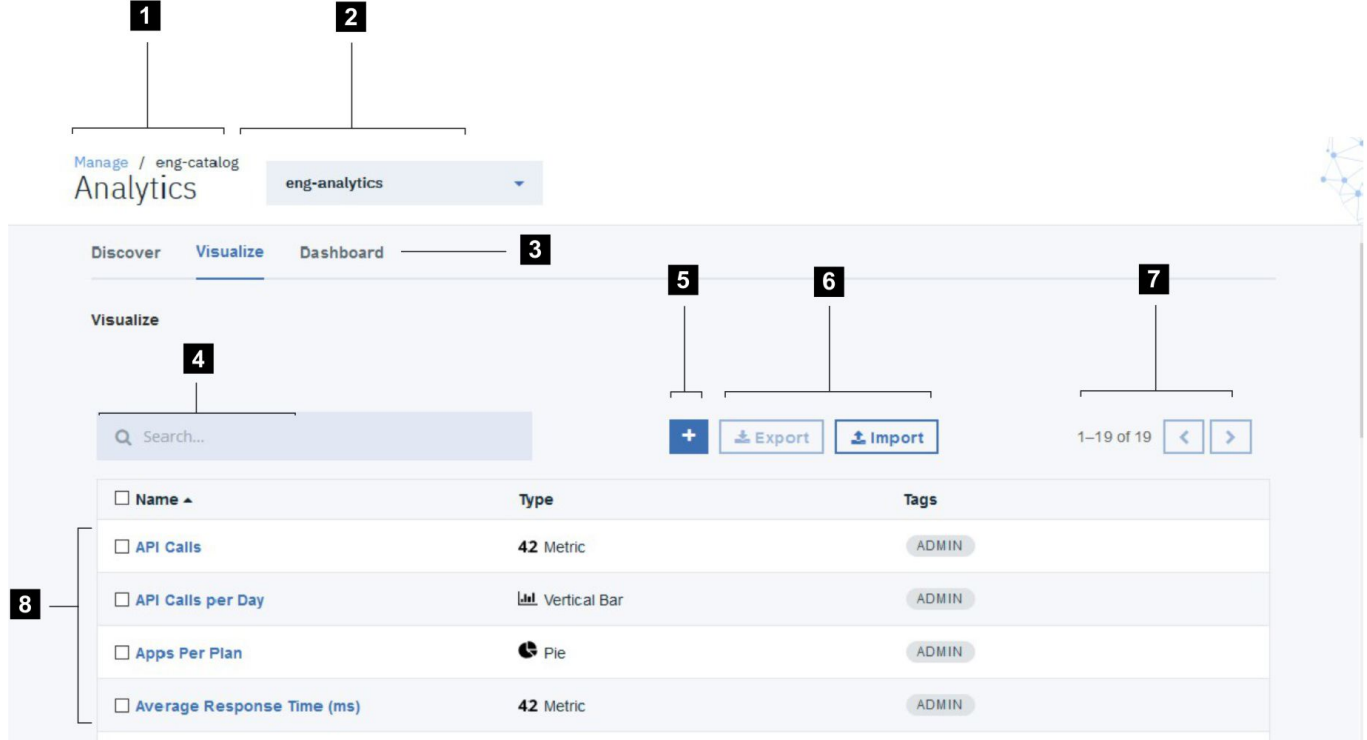 1 2
Manage / eng-catalog
Analytics
eng-analytics
Discover Visualize Dashboard 3
5 6 7
Visualize
4
Search...
+ Export Import 1–19 of 19 < >
Name Type Tags
API Calls 42 Metric ADMIN
8
API Calls per Day Vertical Bar ADMIN
Apps Per Plan Pie ADMIN
Average Response Time (ms) 42 Metric ADMIN